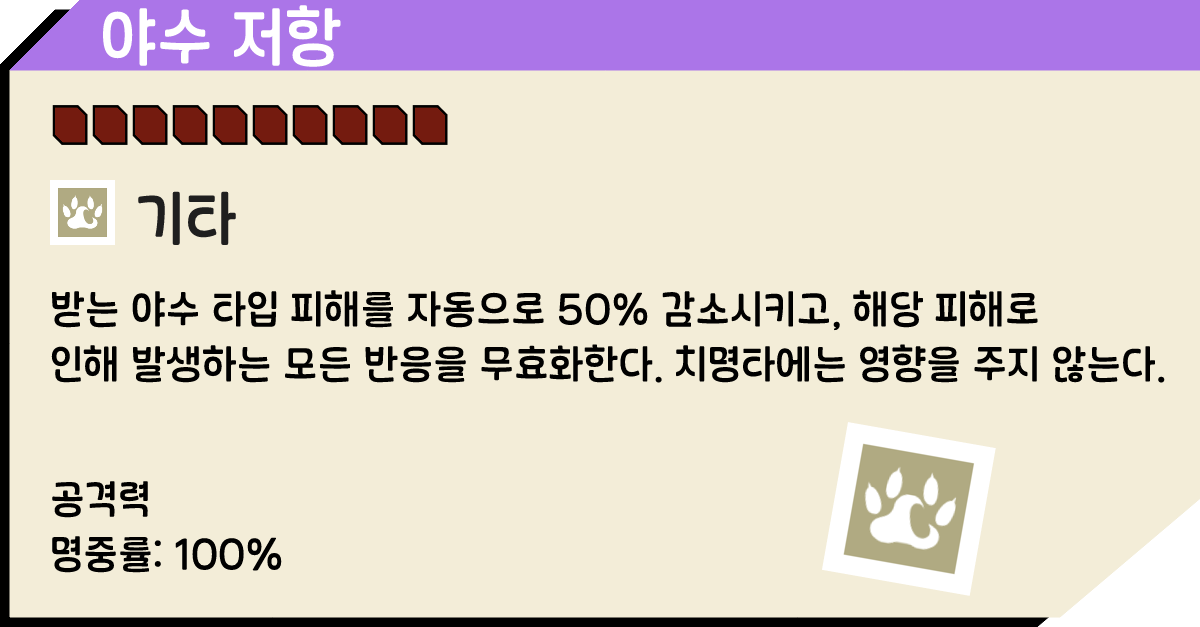 야수 저항
기타
받는 야수 타입 피해를 자동으로 50% 감소시키고, 해당 피해로
인해 발생하는 모든 반응을 무효화한다. 치명타에는 영향을 주지 않는다.
공격력
명중률: 100%